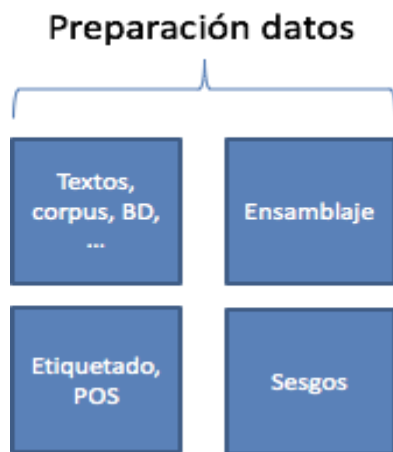 Preparación datos
Textos,
corpus, BD,
...
Ensamblaje
Etiquetado,
POS
Sesgos